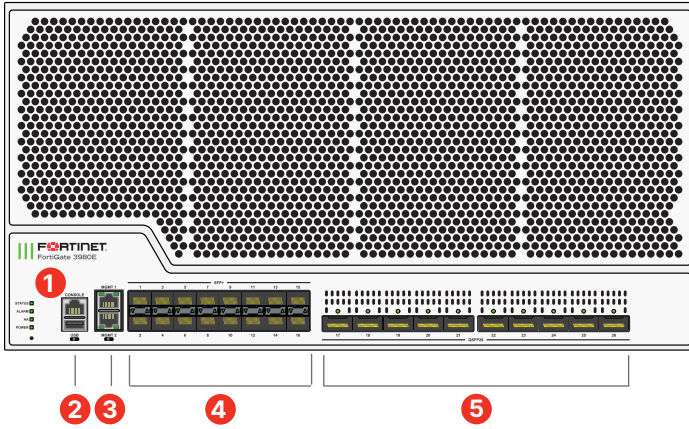 FORTINET
FortiGate 3980E
1
CONSOLE
MGMT 1
SFP+
1 3 5 7 9 11 13 15
STATUS
ALARM
HA
POWER
USB
MGMT 2
2 4 6 8 10 12 14 16
17 18 19 20 21 22 23 24 25 26
QSFP28
2 3 4 5